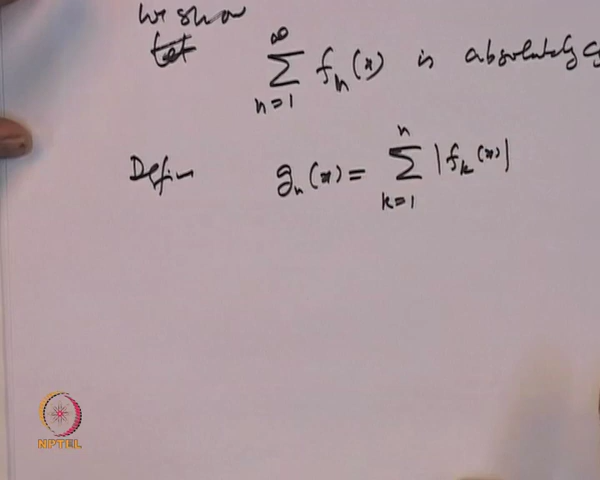 We show
Let
∞
∑ f_n(x) is absolutely
n=1
Define g_n(x) = ∑_{k=1}^{n} |f_k(x)|
NPTEL